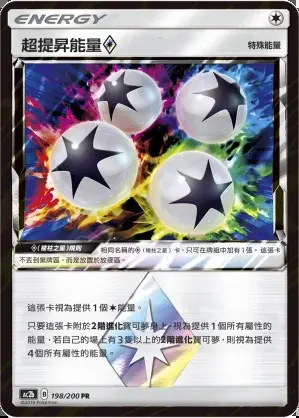 ENERGY
超提昇能量◇
特殊能量
◇(稜柱之星)規則 相同名稱的◇(稜柱之星)卡,只可在牌組中加有1張。這張卡
不丟到棄牌區,而是放置於放逐區。
這張卡視為提供1個能量。
只要這張卡附於2階進化寶可夢身上,視為提供1個所有屬性的
能量,若自己的場上有3隻以上的2階進化寶可夢,則視為提供
4個所有屬性的能量。
AC2b D 198/200 PR
©2019 Pokémon